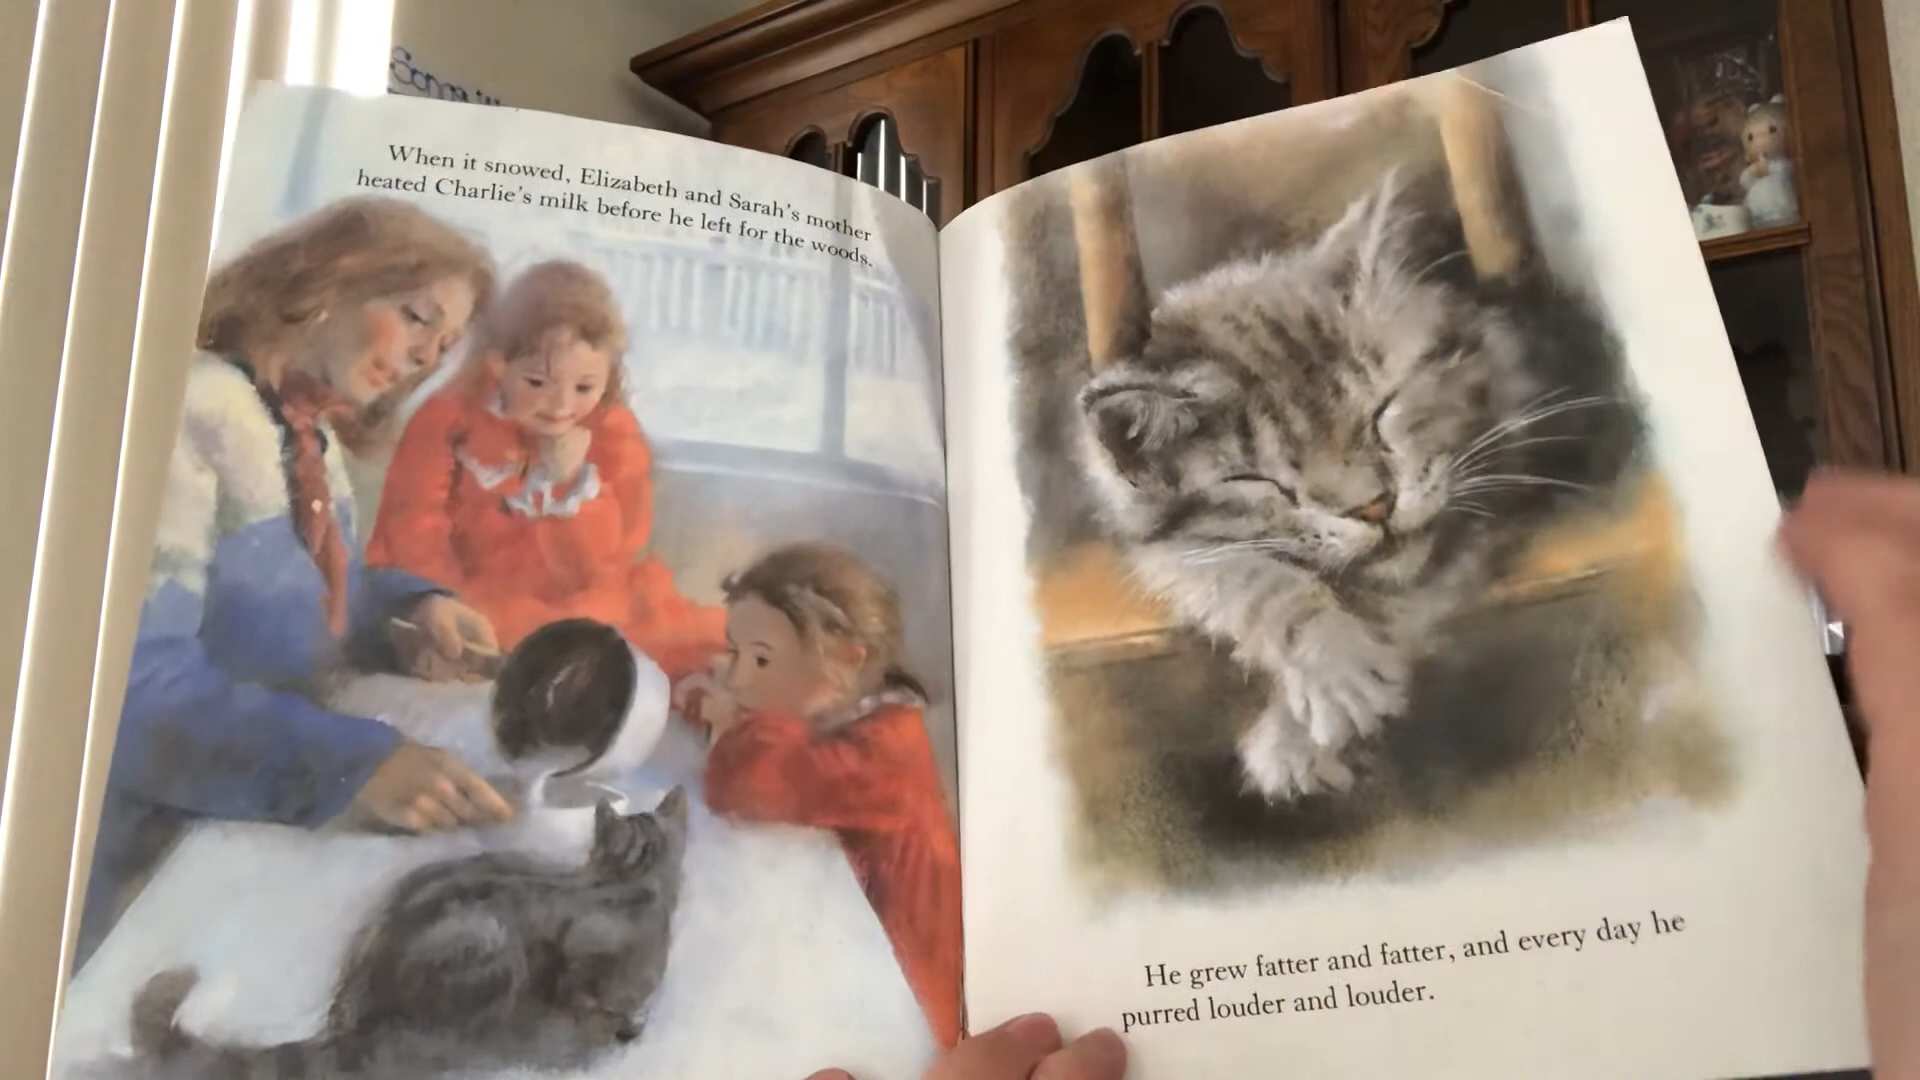 When it snowed, Elizabeth and Sarah's mother
heated Charlie's milk before he left for the woods.
He grew fatter and fatter, and every day he
purred louder and louder.